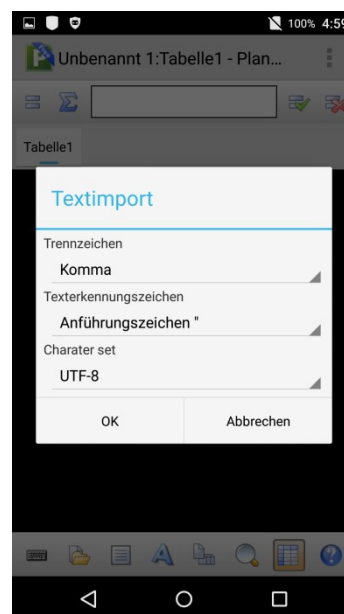 100% 4:59
Unbenannt 1:Tabelle1 - Plan...
Tabelle1
Textimport
Trennzeichen
Komma
Texterkennungszeichen
Anführungszeichen "
Charater set
UTF-8
OK Abbrechen